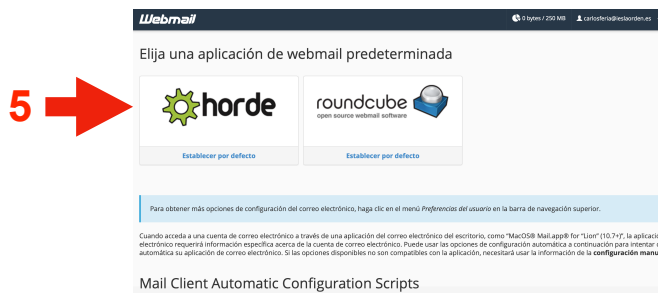 Webmail
0 bytes / 250 MB
carlosferia@ieslaorden.es
Elija una aplicación de webmail predeterminada
5
horde
roundcube
open source webmail software
Establecer por defecto
Establecer por defecto
Para obtener más opciones de configuración del correo electrónico, haga clic en el menú Preferencias del usuario en la barra de navegación superior.
Cuando acceda a una cuenta de correo electrónico a través de una aplicación del correo electrónico del escritorio, como "MacOS® Mail.app® for "Lion" (10.7+)", la aplicació
electrónico requerirá información específica acerca de la cuenta de correo electrónico. Puede usar las opciones de configuración automática a continuación para intentar
automática su aplicación de correo electrónico. Si las opciones disponibles no son compatibles con la aplicación, necesitará usar la información de la configuración manu
Mail Client Automatic Configuration Scripts